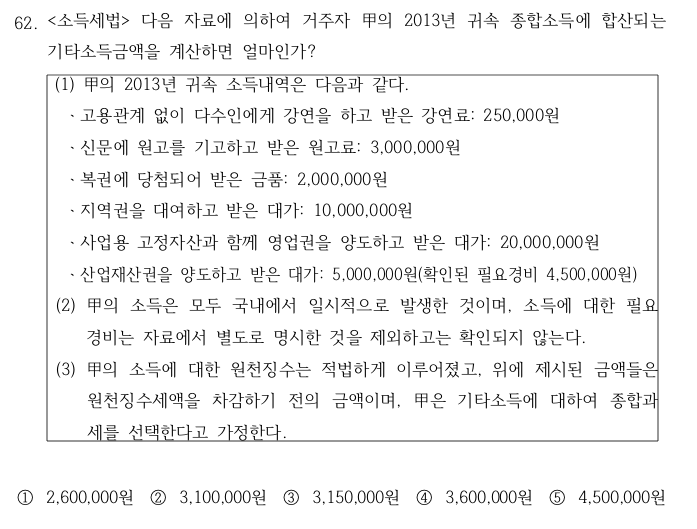 62. <소득세법> 다음 자료에 의하여 거주자 甲의 2013년 귀속 종합소득에 합산되는
기타소득금액을 계산하면 얼마인가?
(1) 甲의 2013년 귀속 소득내역은 다음과 같다.
、고용관계 없이 다수인에게 강연을 하고 받은 강연료: 250,000원
、신문에 원고를 기고하고 받은 원고료: 3,000,000원
、복권에 당첨되어 받은 금품: 2,000,000원
、지역권을 대여하고 받은 대가: 10,000,000원
、사업용 고정자산과 함께 영업권을 양도하고 받은 대가: 20,000,000원
、산업재산권을 양도하고 받은 대가: 5,000,000원(확인된 필요경비 4,500,000원)
(2) 甲의 소득은 모두 국내에서 일시적으로 발생한 것이며, 소득에 대한 필요
경비는 자료에서 별도로 명시한 것을 제외하고는 확인되지 않는다.
(3) 甲의 소득에 대한 원천징수는 적법하게 이루어졌고, 위에 제시된 금액들은
원천징수세액을 차감하기 전의 금액이며, 甲은 기타소득에 대하여 종합과
세를 선택한다고 가정한다.
① 2,600,000원 ② 3,100,000원 ③ 3,150,000원 ④ 3,600,000원 ⑤ 4,500,000원